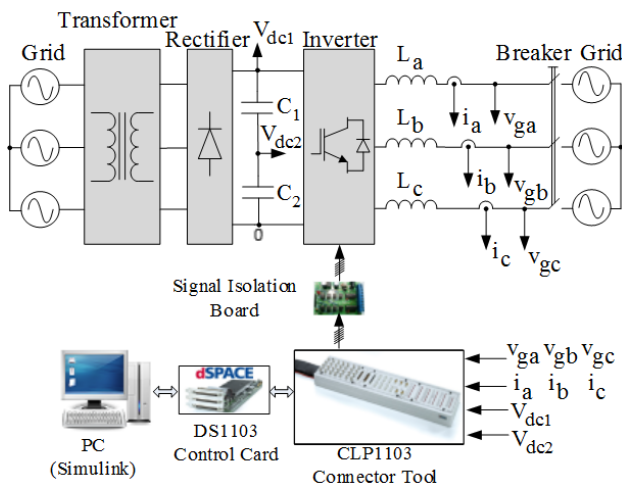 Transformer
Grid
Rectifier
Vdc1
Inverter
La
Breaker
Grid
C1
ia
vga
Vdc2
Lb
C2
ib
vgb
Lc
0
ic
vgc
Signal Isolation
Board
vga vgb vgc
ia ib ic
dSPACE
Vdc1
Vdc2
PC
(Simulink)
DS1103
Control Card
CLP1103
Connector Tool